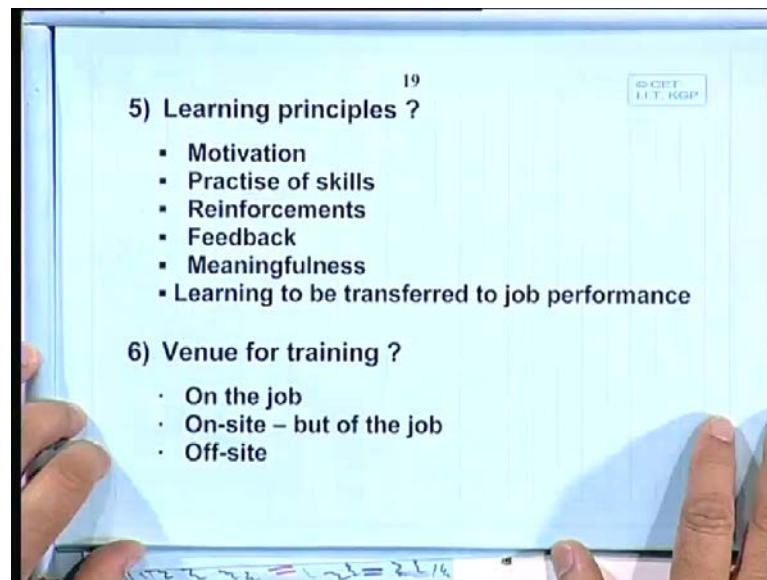 19
© CET
I.I.T. KGP
5) Learning principles ?
▪ Motivation
▪ Practise of skills
▪ Reinforcements
▪ Feedback
▪ Meaningfulness
▪ Learning to be transferred to job performance
6) Venue for training ?
· On the job
· On-site – but of the job
· Off-site